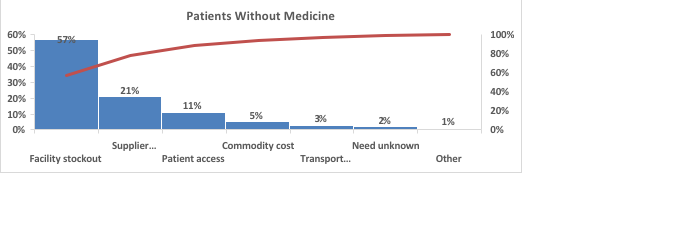 Patients Without Medicine
60%
50%
40%
30%
20%
10%
0%
57%
21%
11%
5%
3%
2%
1%
100%
80%
60%
40%
20%
0%
Supplier...
Commodity cost
Need unknown
Facility stockout
Patient access
Transport...
Other